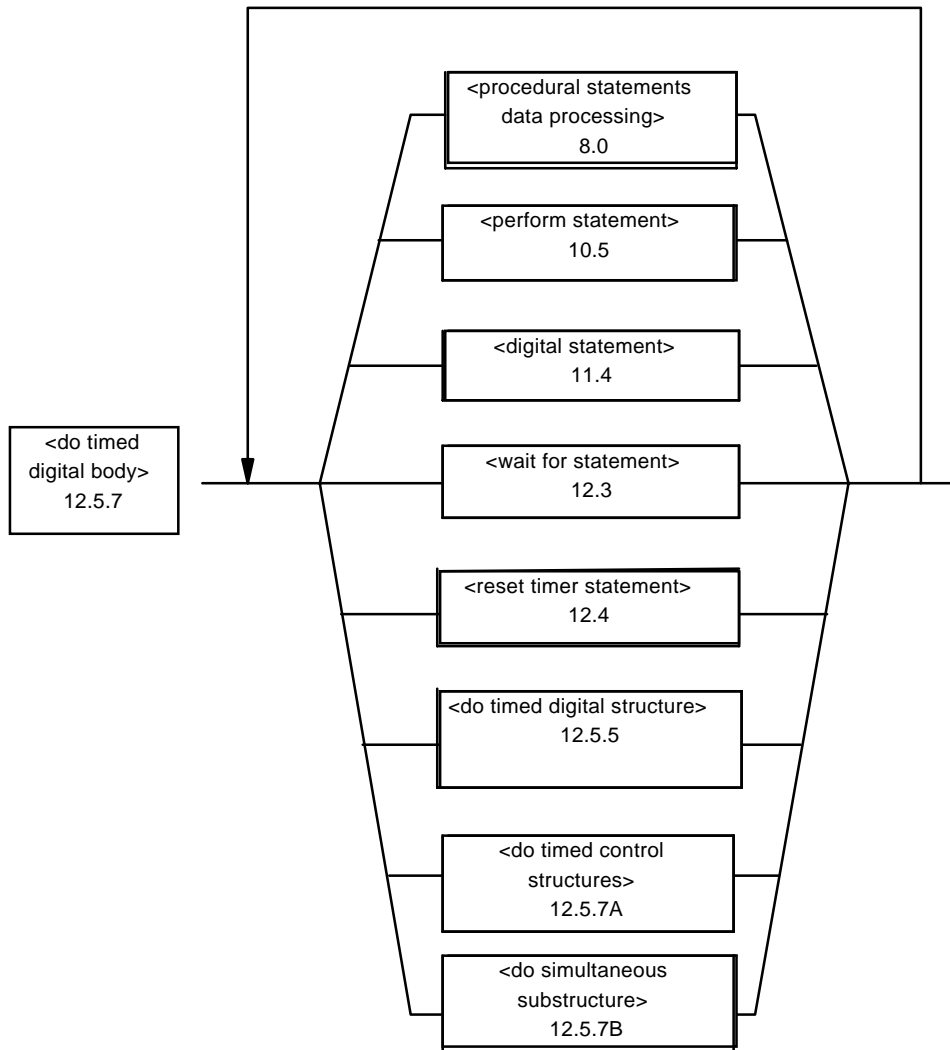 <procedural statements
data processing>
8.0
<perform statement>
10.5
<digital statement>
11.4
<do timed
digital body>
12.5.7
<wait for statement>
12.3
<reset timer statement>
12.4
<do timed digital structure>
12.5.5
<do timed control
structures>
12.5.7A
<do simultaneous
substructure>
12.5.7B